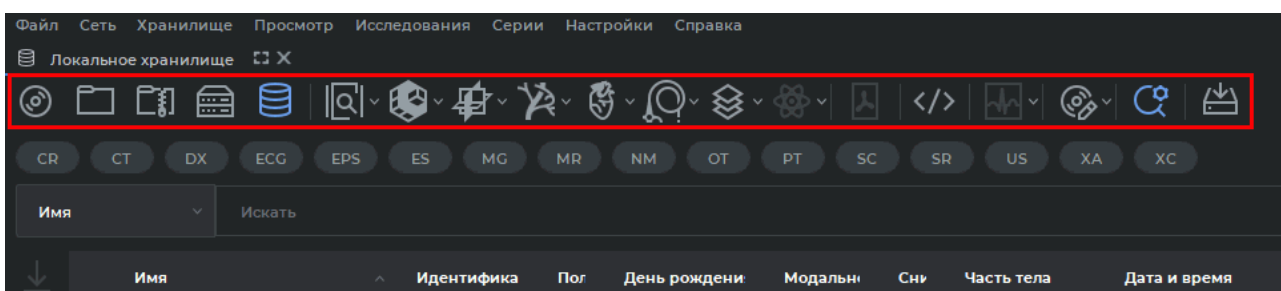 Файл Сеть Хранилище Просмотр Исследования Серии Настройки Справка
Локальное хранилище
CR CT DX ECG EPS ES MG MR NM OT PT SC SR US XA XC
Имя Искать
Имя Идентифика Пол День рождени Модально Сни Часть тела Дата и время